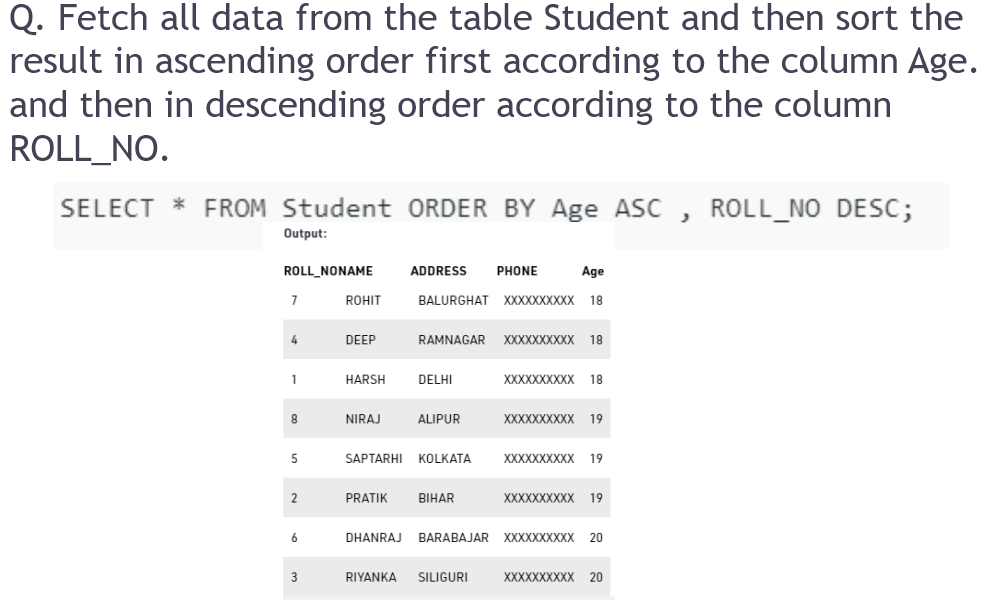 Q. Fetch all data from the table Student and then sort the
result in ascending order first according to the column Age.
and then in descending order according to the column
ROLL_NO.
SELECT * FROM Student ORDER BY Age ASC , ROLL_NO DESC;
Output:
ROLL_NONAME ADDRESS PHONE Age
7 ROHIT BALURGHAT XXXXXXXXXX 18
4 DEEP RAMNAGAR XXXXXXXXXX 18
1 HARSH DELHI XXXXXXXXXX 18
8 NIRAJ ALIPUR XXXXXXXXXX 19
5 SAPTARHI KOLKATA XXXXXXXXXX 19
2 PRATIK BIHAR XXXXXXXXXX 19
6 DHANRAJ BARABAJAR XXXXXXXXXX 20
3 RIYANKA SILIGURI XXXXXXXXXX 20